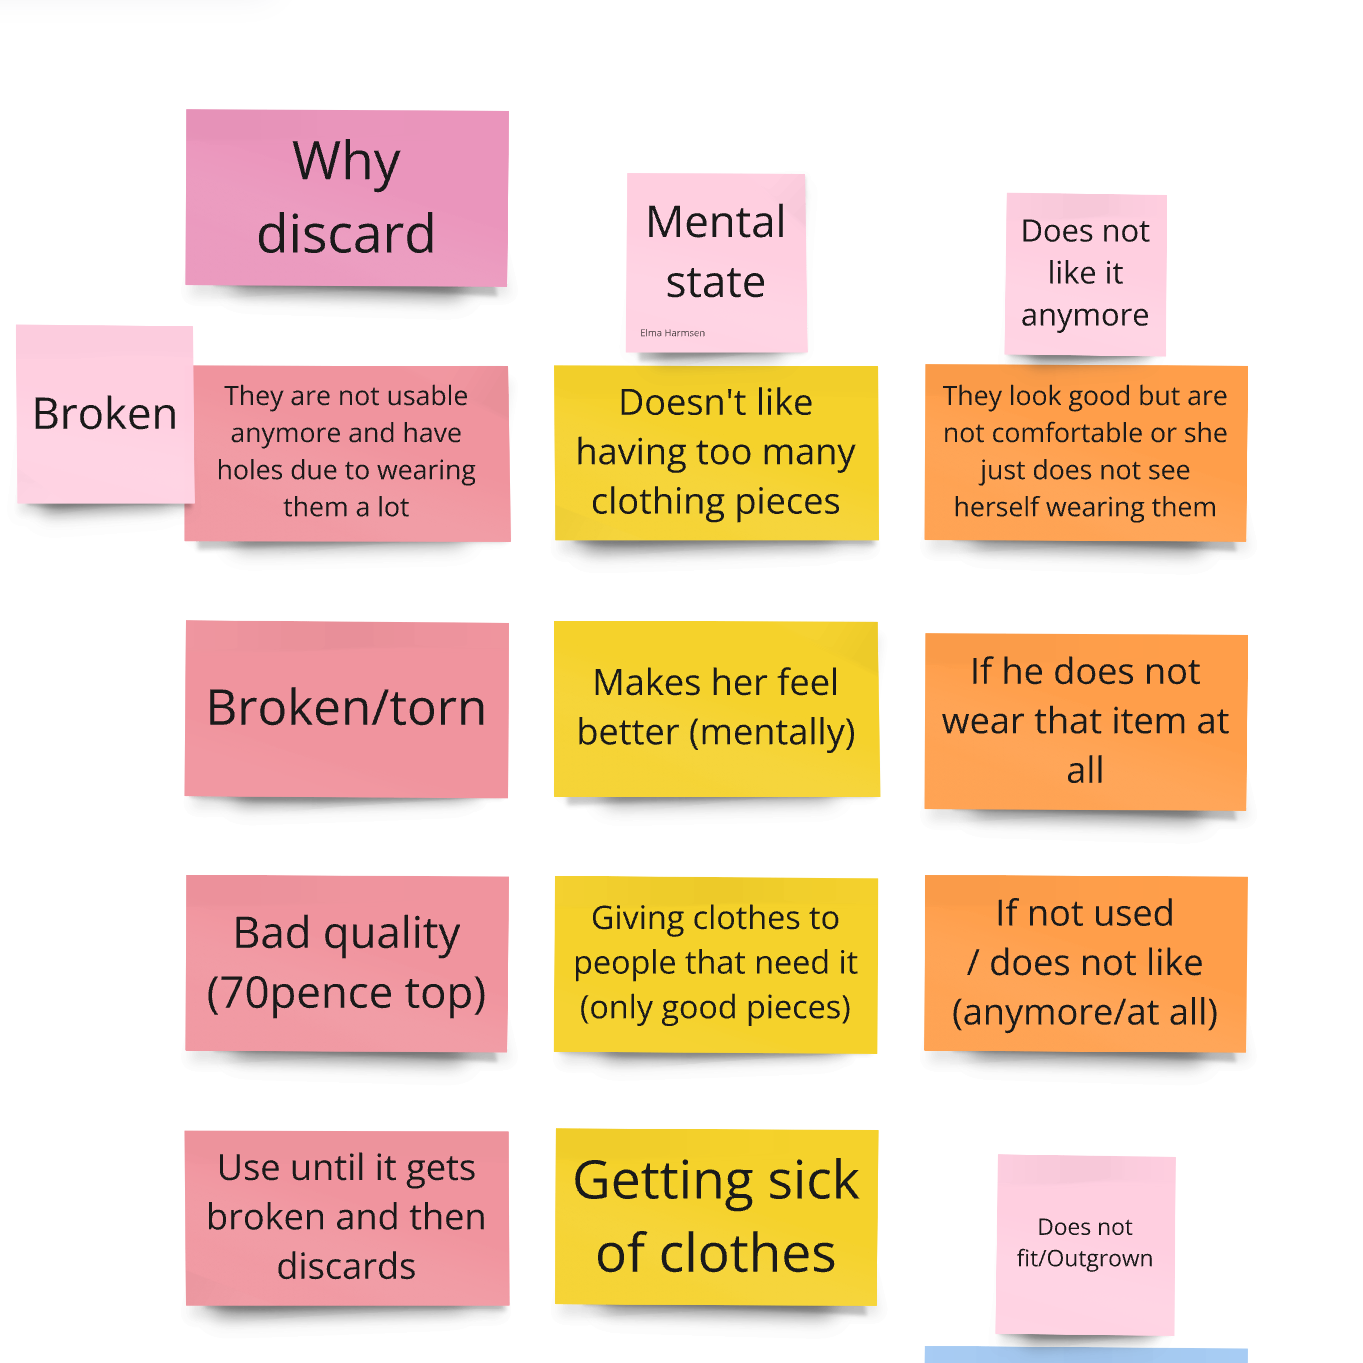 Why
discard
Mental
state
Elma Harmsen
Does not
like it
anymore
Broken
They are not usable
anymore and have
holes due to wearing
them a lot
Doesn't like
having too many
clothing pieces
They look good but are
not comfortable or she
just does not see
herself wearing them
Broken/torn
Makes her feel
better (mentally)
If he does not
wear that item at
all
Bad quality
(70pence top)
Giving clothes to
people that need it
(only good pieces)
If not used
/ does not like
(anymore/at all)
Use until it gets
broken and then
discards
Getting sick
of clothes
Does not
fit/Outgrown